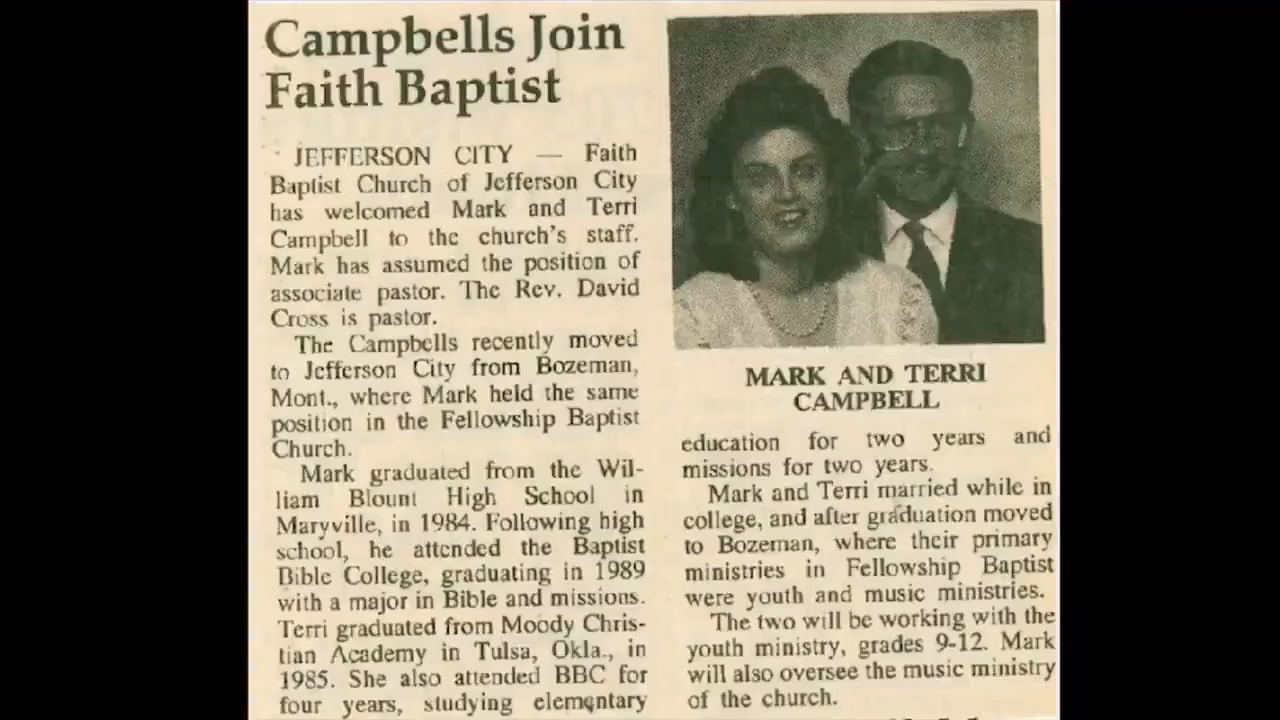 Campbells Join
Faith Baptist
JEFFERSON CITY — Faith
Baptist Church of Jefferson City
has welcomed Mark and Terri
Campbell to the church's staff.
Mark has assumed the position of
associate pastor. The Rev. David
Cross is pastor.
The Campbells recently moved
to Jefferson City from Bozeman,
Mont., where Mark held the same
position in the Fellowship Baptist
Church.
Mark graduated from the Wil-
liam Blount High School in
Maryville, in 1984. Following high
school, he attended the Baptist
Bible College, graduating in 1989
with a major in Bible and missions.
Terri graduated from Moody Chris-
tian Academy in Tulsa, Okla., in
1985. She also attended BBC for
four years, studying elementary
MARK AND TERRI
CAMPBELL
education for two years and
missions for two years.
Mark and Terri married while in
college, and after graduation moved
to Bozeman, where their primary
ministries in Fellowship Baptist
were youth and music ministries.
The two will be working with the
youth ministry, grades 9-12. Mark
will also oversee the music ministry
of the church.